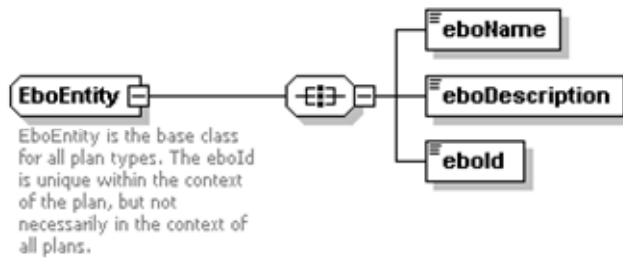 eboName
EboEntity
eboDescription
eboId
EboEntity is the base class
for all plan types. The eboId
is unique within the context
of the plan, but not
necessarily in the context of
all plans.